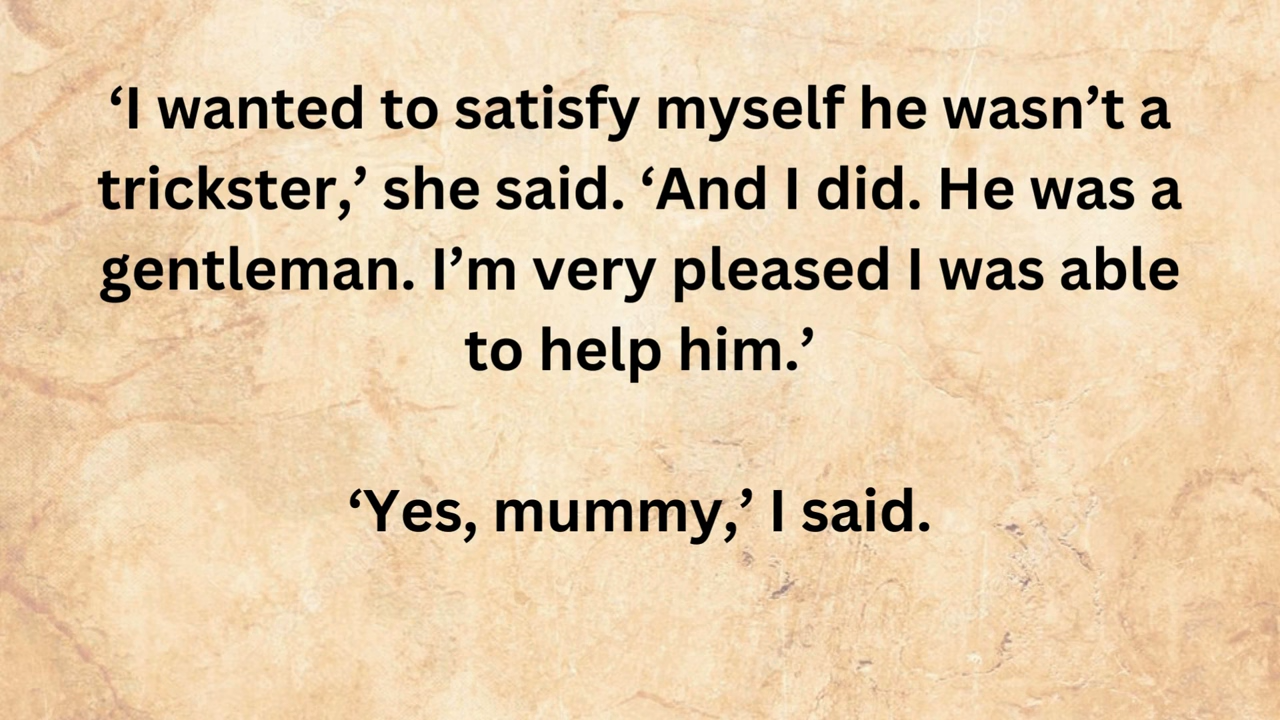 ‘I wanted to satisfy myself he wasn’t a
trickster,’ she said. ‘And I did. He was a
gentleman. I’m very pleased I was able
to help him.’
‘Yes, mummy,’ I said.